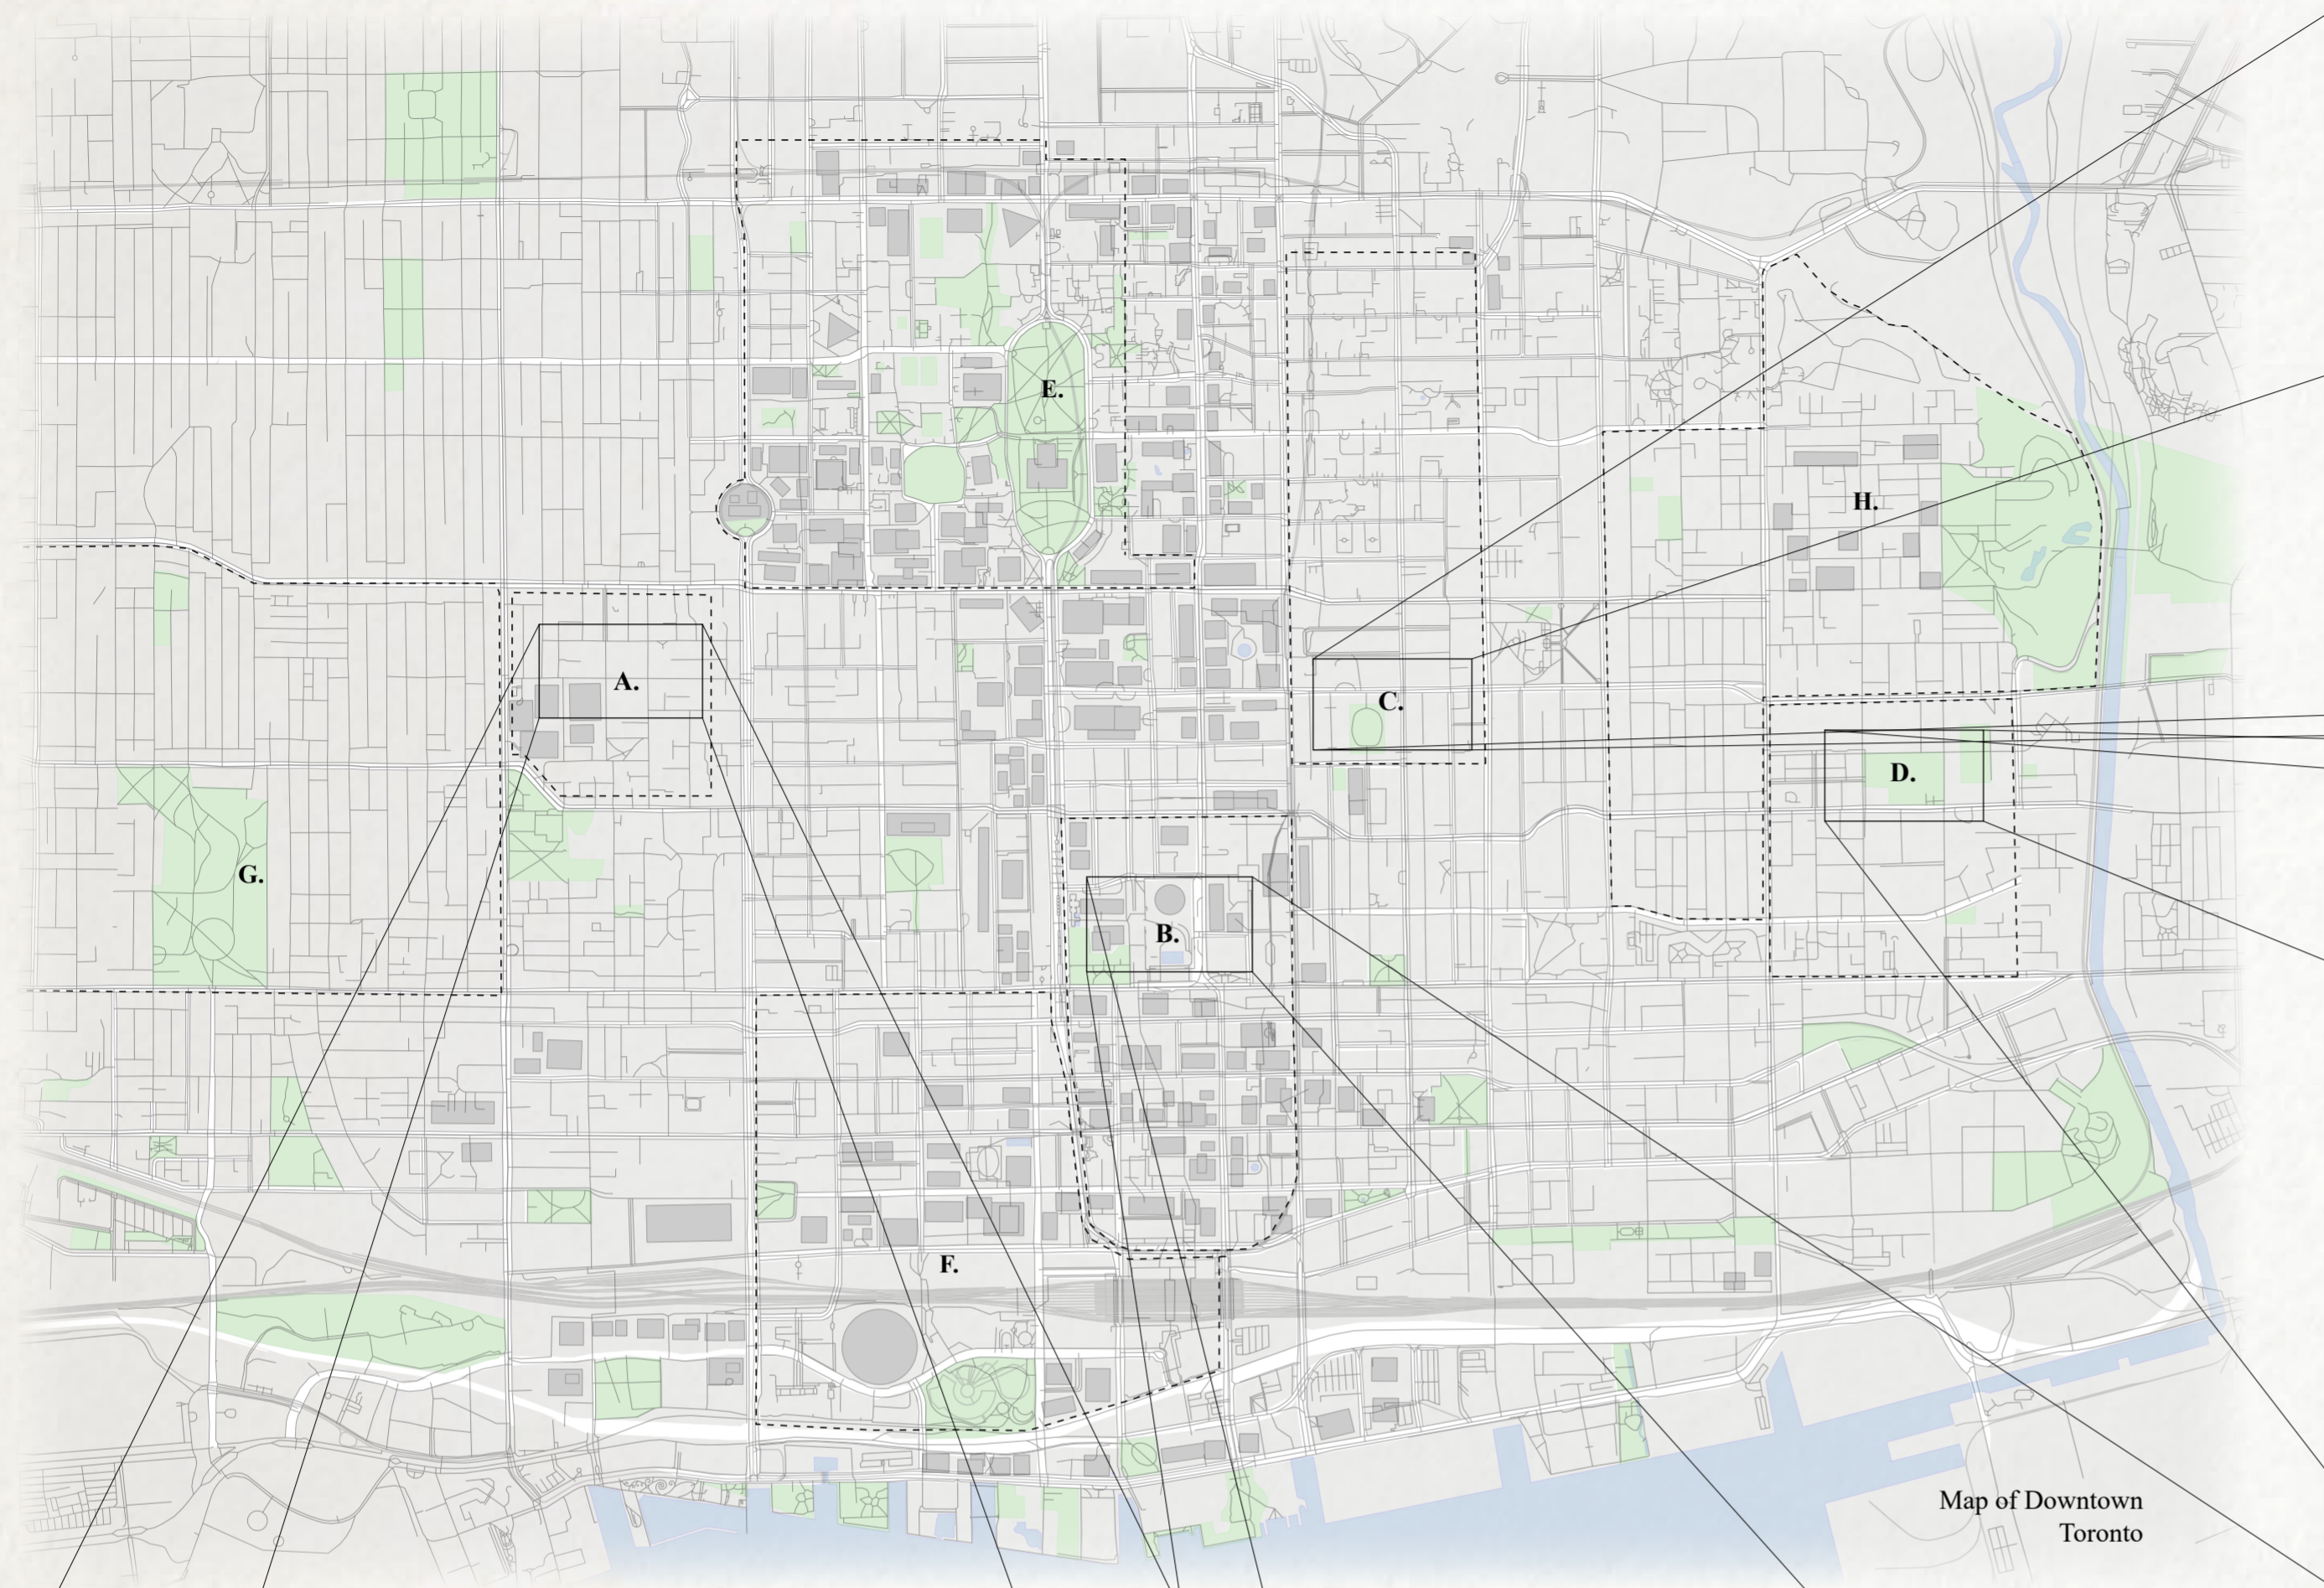 E.
H.
A.
C.
D.
G.
B.
F.
Map of Downtown
Toronto